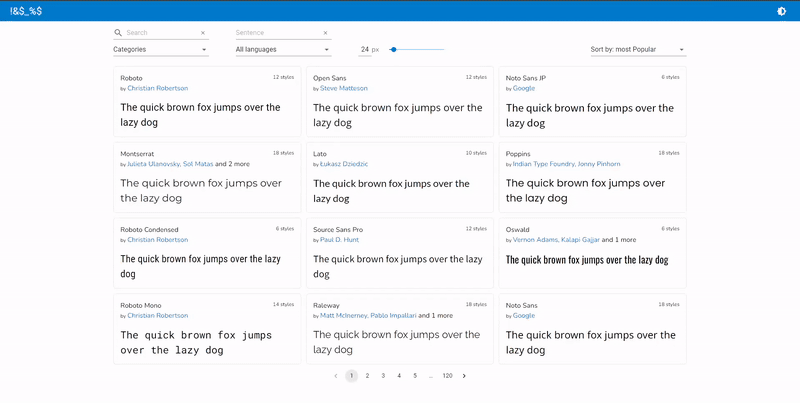 !&$_%$
Search ×
Sentence ×
Categories
All languages
24 px
Sort by: most Popular
Roboto 12 styles
by Christian Robertson
The quick brown fox jumps over the
lazy dog
Open Sans 12 styles
by Steve Matteson
The quick brown fox jumps over the
lazy dog
Noto Sans JP 6 styles
by Google
The quick brown fox jumps over the
lazy dog
Montserrat 18 styles
by Julieta Ulanovsky, Sol Matas and 2 more
The quick brown fox jumps over
the lazy dog
Lato 10 styles
by Łukasz Dziedzic
The quick brown fox jumps over the
lazy dog
Poppins 18 styles
by Indian Type Foundry, Jonny Pinhorn
The quick brown fox jumps over
the lazy dog
Roboto Condensed 6 styles
by Christian Robertson
The quick brown fox jumps over the lazy
dog
Source Sans Pro 12 styles
by Paul D. Hunt
The quick brown fox jumps over the lazy
dog
Oswald 6 styles
by Vernon Adams, Kalapi Gajjar and 1 more
The quick brown fox jumps over the lazy dog
Roboto Mono 14 styles
by Christian Robertson
The quick brown fox jumps
over the lazy dog
Raleway 18 styles
by Matt McInerney, Pablo Impallari and 1 more
The quick brown fox jumps over the
lazy dog
Noto Sans 18 styles
by Google
The quick brown fox jumps over the
lazy dog
‹ 1 2 3 4 5 ... 120 ›